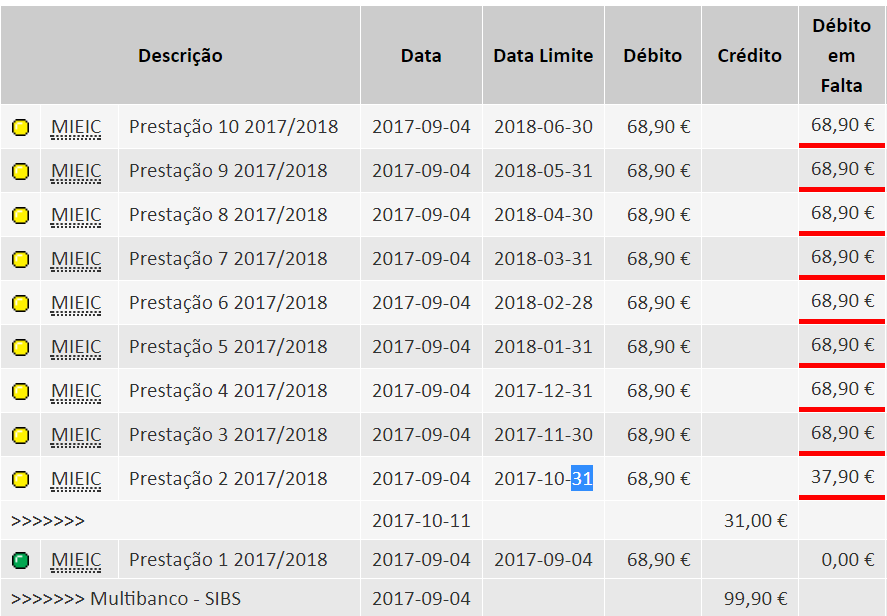 Descrição Data Data Limite Débito Crédito Débito em Falta
MIEIC Prestação 10 2017/2018 2017-09-04 2018-06-30 68,90 € 68,90 €
MIEIC Prestação 9 2017/2018 2017-09-04 2018-05-31 68,90 € 68,90 €
MIEIC Prestação 8 2017/2018 2017-09-04 2018-04-30 68,90 € 68,90 €
MIEIC Prestação 7 2017/2018 2017-09-04 2018-03-31 68,90 € 68,90 €
MIEIC Prestação 6 2017/2018 2017-09-04 2018-02-28 68,90 € 68,90 €
MIEIC Prestação 5 2017/2018 2017-09-04 2018-01-31 68,90 € 68,90 €
MIEIC Prestação 4 2017/2018 2017-09-04 2017-12-31 68,90 € 68,90 €
MIEIC Prestação 3 2017/2018 2017-09-04 2017-11-30 68,90 € 68,90 €
MIEIC Prestação 2 2017/2018 2017-09-04 2017-10-31 68,90 € 37,90 €
>>>>>>> 2017-10-11 31,00 €
MIEIC Prestação 1 2017/2018 2017-09-04 2017-09-04 68,90 € 0,00 €
>>>>>>> Multibanco - SIBS 2017-09-04 99,90 €